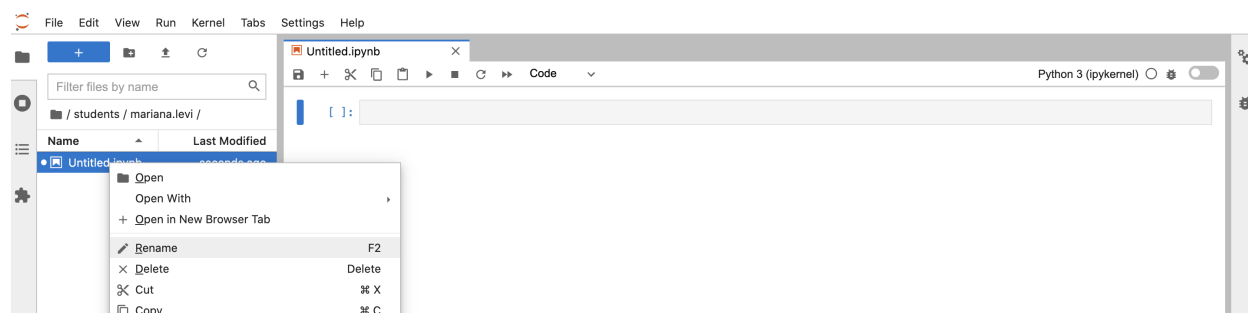 File Edit View Run Kernel Tabs Settings Help
Untitled.ipynb
Code
Python 3 (ipykernel)
Filter files by name
/ students / mariana.levi /
Name Last Modified
[ ]:
Untitled.ipynb seconds ago
Open
Open With
Open in New Browser Tab
Rename F2
Delete Delete
Cut ⌘ X
Copy ⌘ C